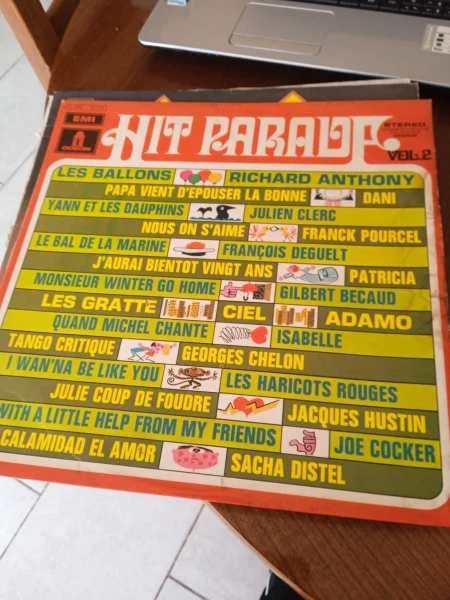 EMI
ODEON
HIT PARADE
STEREO
VOL. 2
LES BALLONS RICHARD ANTHONY
PAPA VIENT D'EPOUSER LA BONNE DANI
YANN ET LES DAUPHINS JULIEN CLERC
NOUS ON S'AIME FRANCK POURCEL
LE BAL DE LA MARINE FRANÇOIS DEGUELT
J'AURAI BIENTOT VINGT ANS PATRICIA
MONSIEUR WINTER GO HOME GILBERT BECAUD
LES GRATTE CIEL ADAMO
QUAND MICHEL CHANTE ISABELLE
TANGO CRITIQUE GEORGES CHELON
I WAN'NA BE LIKE YOU LES HARICOTS ROUGES
JULIE COUP DE FOUDRE JACQUES HUSTIN
WITH A LITTLE HELP FROM MY FRIENDS JOE COCKER
CALAMIDAD EL AMOR SACHA DISTEL